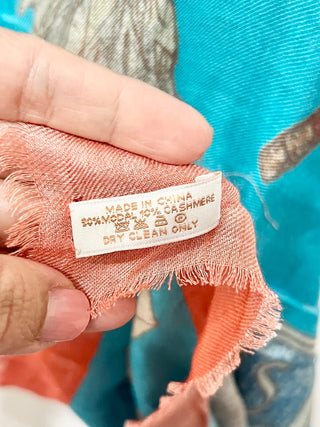 MADE IN CHINA
90% MODAL 10% CASHMERE
DRY CLEAN ONLY